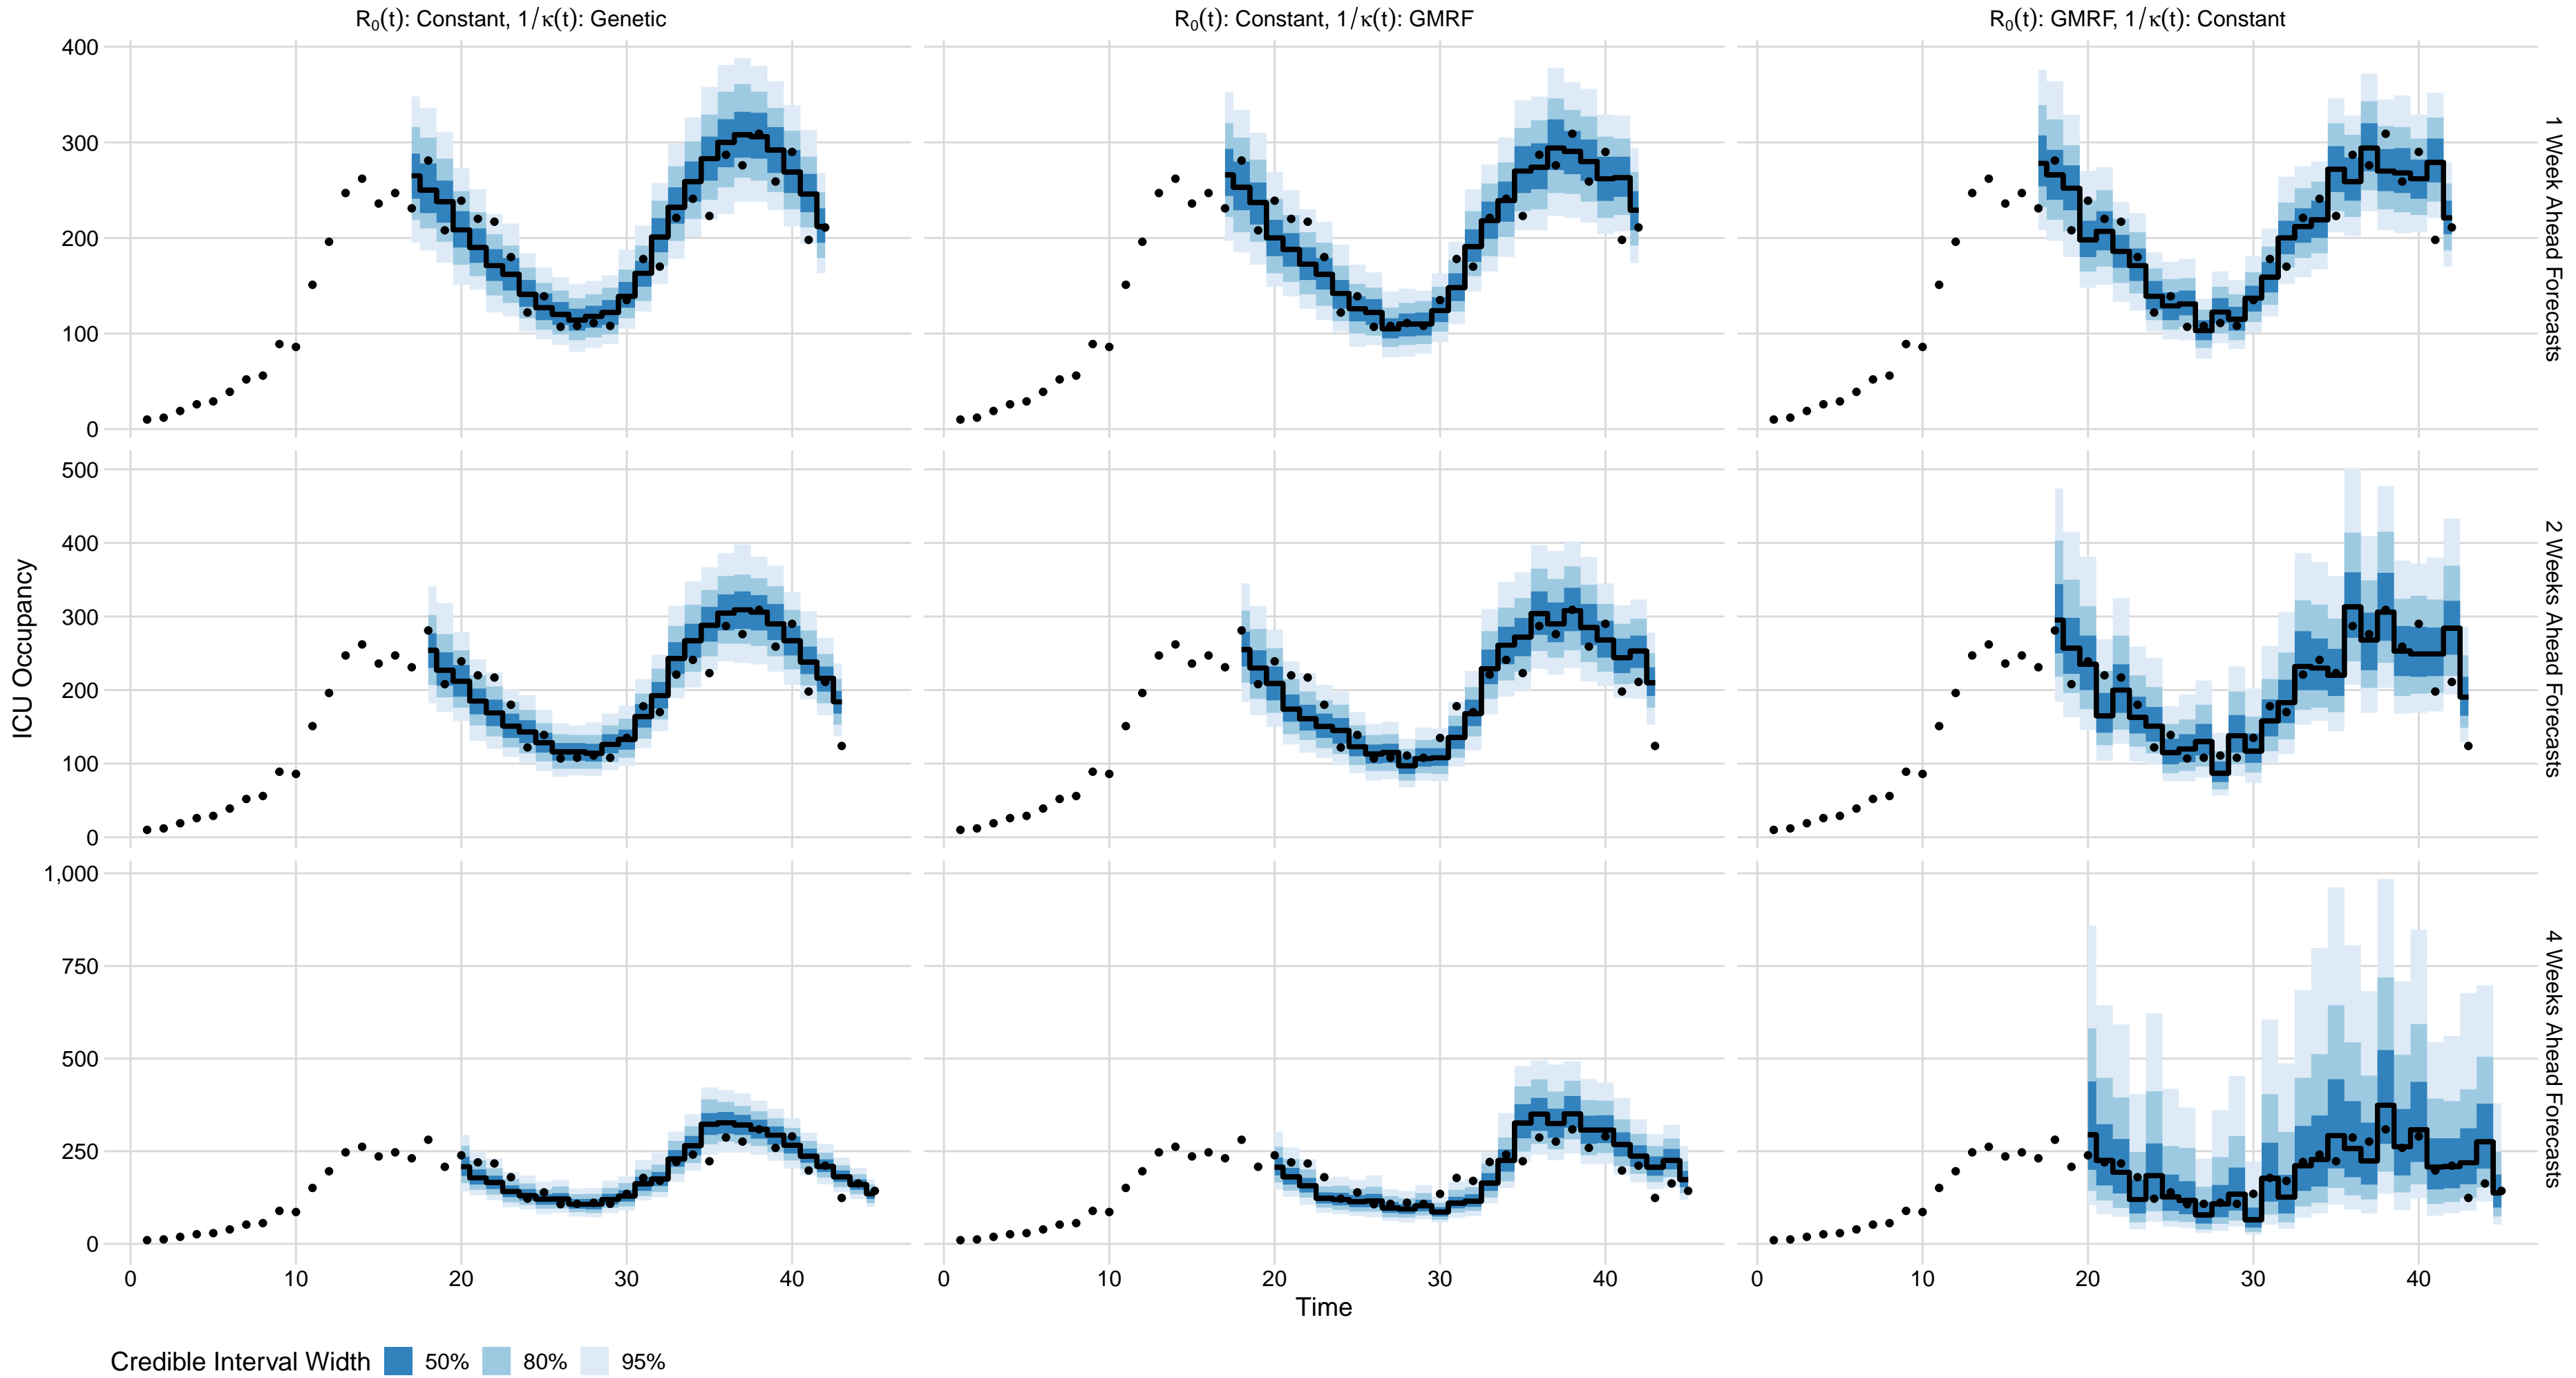 R₀(t): Constant, 1/κ(t): Genetic
R₀(t): Constant, 1/κ(t): GMRF
R₀(t): GMRF, 1/κ(t): Constant
400
300
200
100
0
1 Week Ahead Forecasts
500
400
300
200
100
0
2 Weeks Ahead Forecasts
ICU Occupancy
1,000
750
500
250
0
4 Weeks Ahead Forecasts
0 10 20 30 40
0 10 20 30 40
0 10 20 30 40
Time
Credible Interval Width 50% 80% 95%